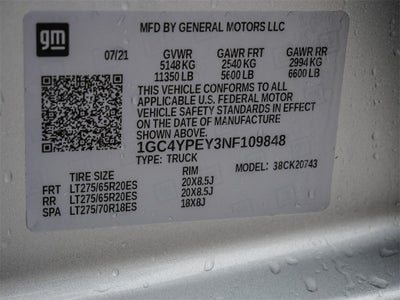 gm
MFD BY GENERAL MOTORS LLC
07/21 GVWR GAWR FRT GAWR RR
5148 KG 2540 KG 2994 KG
11350 LB 5600 LB 6600 LB
THIS VEHICLE CONFORMS TO ALL
APPLICABLE U.S. FEDERAL MOTOR
VEHICLE SAFETY STANDARDS IN EFFECT
ON THE DATE OF MANUFACTURE
SHOWN ABOVE.
1GC4YPEY3NF109848
TYPE: TRUCK MODEL: 38CK20743
TIRE SIZE RIM
FRT LT275/65R20ES 20X8.5J
RR LT275/65R20ES 20X8.5J
SPA LT275/70R18ES 18X8J